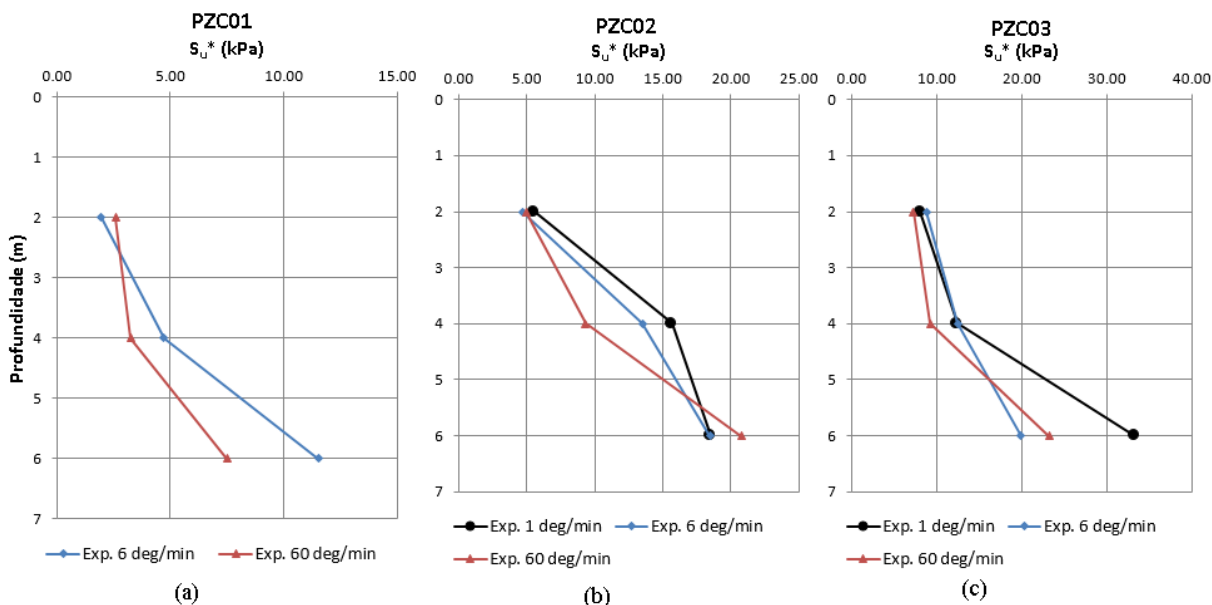 PZC01
Su* (kPa)
0.00 5.00 10.00 15.00
0
1
2
3
4
5
6
7
Profundidade (m)
Exp. 6 deg/min Exp. 60 deg/min
(a)
PZC02
Su* (kPa)
0.00 5.00 10.00 15.00 20.00 25.00
0
1
2
3
4
5
6
7
Exp. 1 deg/min Exp. 6 deg/min
Exp. 60 deg/min
(b)
PZC03
Su* (kPa)
0.00 10.00 20.00 30.00 40.00
0
1
2
3
4
5
6
7
Exp. 1 deg/min Exp. 6 deg/min
Exp. 60 deg/min
(c)